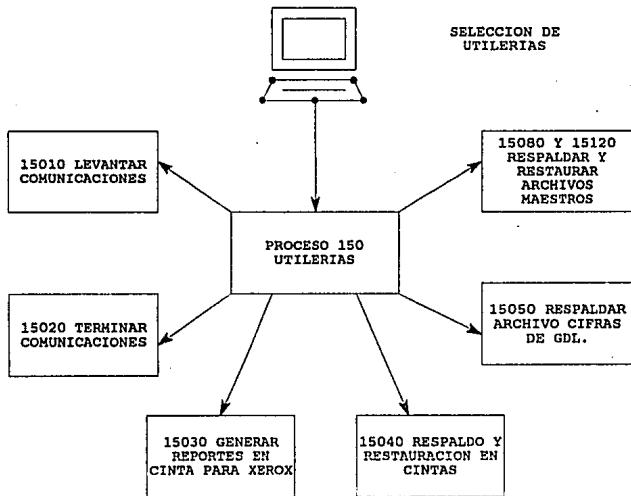 SELECCION DE
UTILERIAS
15010 LEVANTAR
COMUNICACIONES
15080 Y 15120
RESPALDAR Y
RESTAURAR
ARCHIVOS
MAESTROS
PROCESO 150
UTILERIAS
15020 TERMINAR
COMUNICACIONES
15050 RESPALDAR
ARCHIVO CIFRAS
DE GDL.
15030 GENERAR
REPORTES EN
CINTA PARA XEROX
15040 RESPALDO Y
RESTAURACION EN
CINTAS